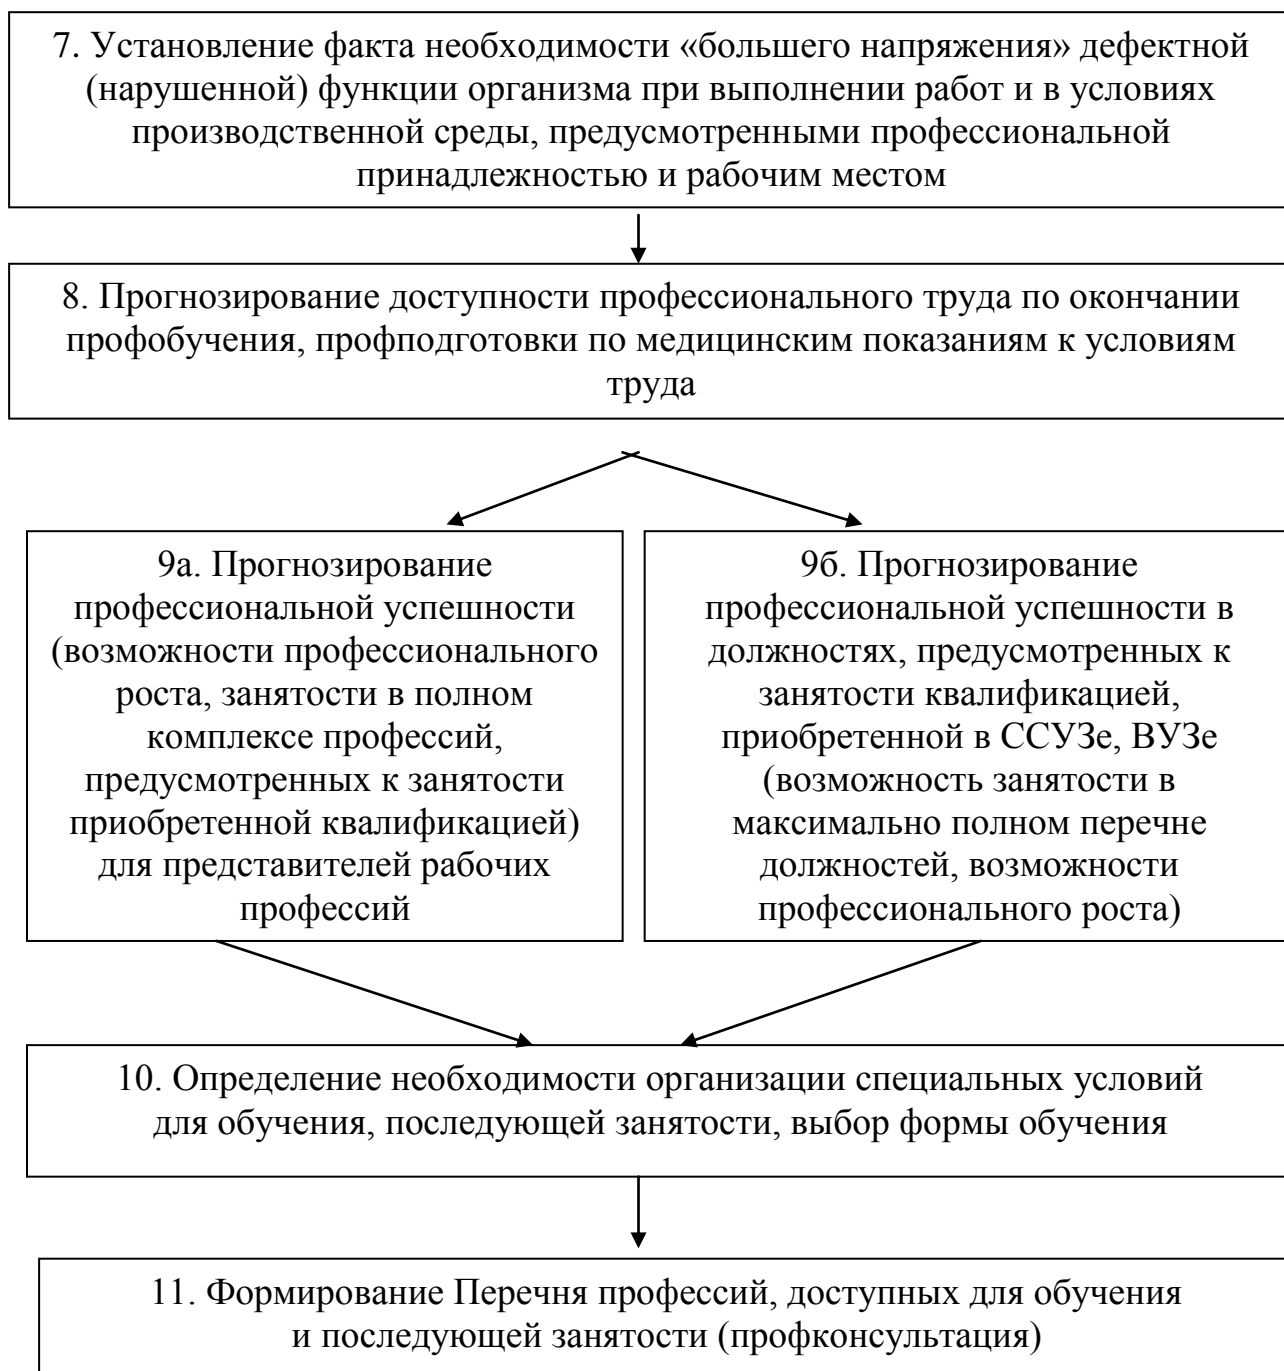 7. Установление факта необходимости «большего напряжения» дефектной
(нарушенной) функции организма при выполнении работ и в условиях
производственной среды, предусмотренными профессиональной
принадлежностью и рабочим местом
8. Прогнозирование доступности профессионального труда по окончании
профобучения, профподготовки по медицинским показаниям к условиям
труда
9а. Прогнозирование
профессиональной успешности
(возможности профессионального
роста, занятости в полном
комплексе профессий,
предусмотренных к занятости
приобретенной квалификацией)
для представителей рабочих
профессий
9б. Прогнозирование
профессиональной успешности в
должностях, предусмотренных к
занятости квалификацией,
приобретенной в ССУЗе, ВУЗе
(возможность занятости в
максимально полном перечне
должностей, возможности
профессионального роста)
10. Определение необходимости организации специальных условий
для обучения, последующей занятости, выбор формы обучения
11. Формирование Перечня профессий, доступных для обучения
и последующей занятости (профконсультация)